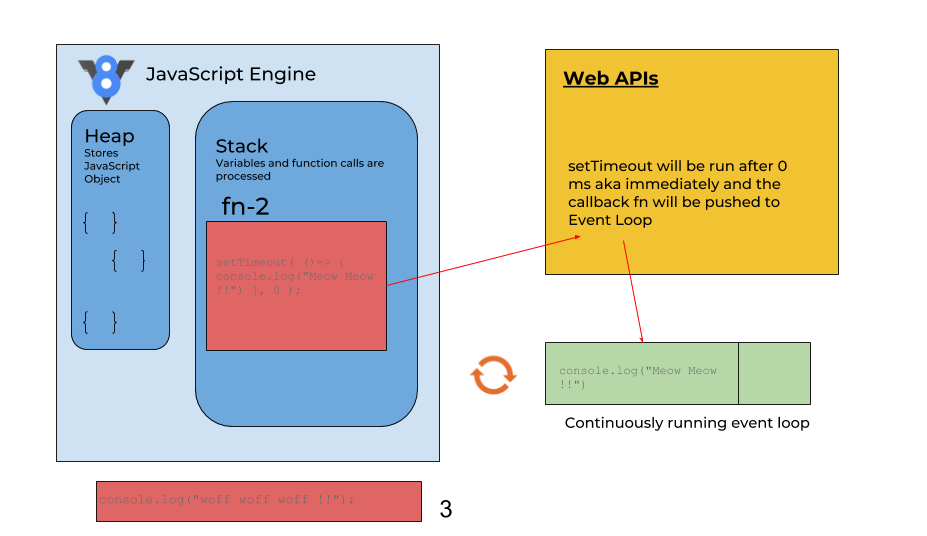 JavaScript Engine
Heap
Stores
JavaScript
Object
{ }
{ }
{ }
Stack
Variables and function calls are
processed
fn-2
setTimeout( ()=> {
console.log("Meow Meow
!!") }, 0 );
Web APIs
setTimeout will be run after 0
ms aka immediately and the
callback fn will be pushed to
Event Loop
console.log("Meow Meow
!!")
Continuously running event loop
console.log("woff woff woff !!");
3